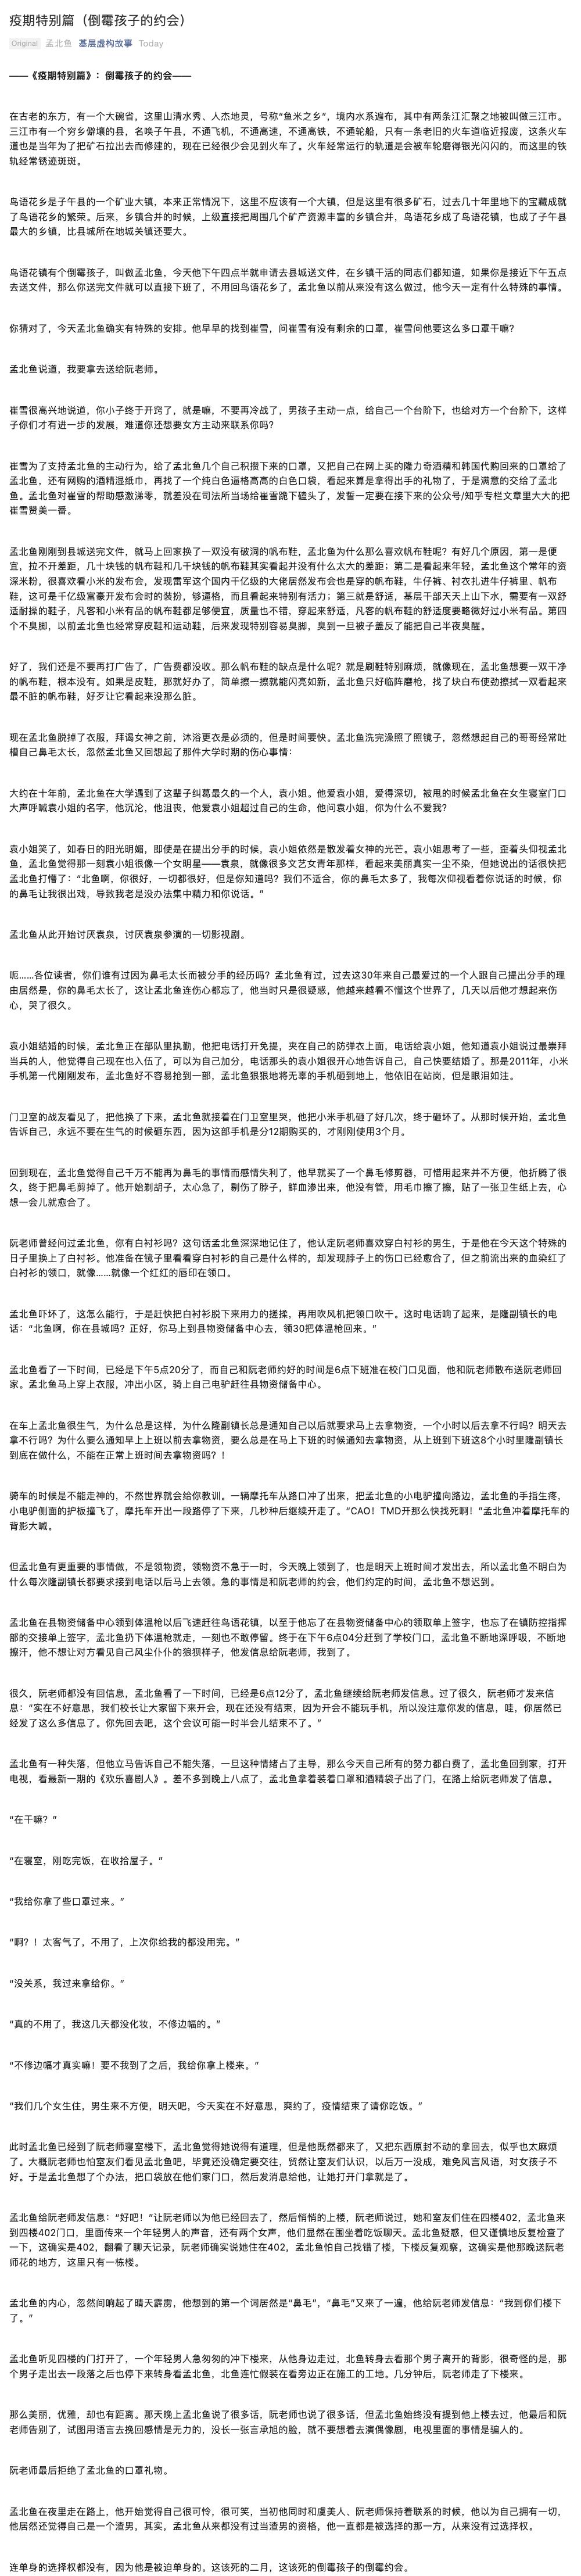 疫期特别篇（倒霉孩子的约会）
Original 孟北鱼 基层虚构故事 Today
——《疫期特别篇》：倒霉孩子的约会——
在古老的东方，有一个大碗省，这里山清水秀、人杰地灵，号称“鱼米之乡”，境内水系遍布，其中有两条江汇聚之地被叫做三江市。
三江市有一个穷乡僻壤的县，名唤子午县，不通飞机，不通高速，不通高铁，不通轮船，只有一条老旧的火车道临近报废，这条火车
道也是当年为了把矿石拉出去而修建的，现在已经很少会见到火车了。火车经常运行的轨道是会被车轮磨得银光闪闪的，而这里的铁
轨经常锈迹斑斑。
鸟语花乡是子午县的一个矿业大镇，本来正常情况下，这里不应该有一个大镇，但是这里有很多矿石，过去几十年里地下的宝藏成就
了鸟语花乡的繁荣。后来，乡镇合并的时候，上级直接把周围几个矿产资源丰富的乡镇合并，鸟语花乡成了鸟语花镇，也成了子午县
最大的乡镇，比县城所在地城关镇还要大。
鸟语花镇有个倒霉孩子，叫做孟北鱼，今天他下午四点半就申请去县城送文件，在乡镇干活的同志们都知道，如果你是接近下午五点
去送文件，那么你送完文件就可以直接下班了，不用回鸟语花乡了，孟北鱼以前从来没有这么做过，他今天一定有什么特殊的事情。
你猜对了，今天孟北鱼确实有特殊的安排。他早早的找到崔雪，问崔雪有没有剩余的口罩，崔雪问他要这么多口罩干嘛？
孟北鱼说道，我要拿去送给阮老师。
崔雪很高兴地说道，你小子终于开窍了，就是嘛，不要再冷战了，男孩子主动一点，给自己一个台阶下，也给对方一个台阶下，这样
子你们才有进一步的发展，难道你还想要女方主动来联系你吗？
崔雪为了支持孟北鱼的主动行为，给了孟北鱼几个自己积攒下来的口罩，又把自己在网上买的隆力奇酒精和韩国代购回来的口罩给了
孟北鱼，还有网购的酒精湿纸巾，再找了一个纯白色逼格高高的白色口袋，看起来算是拿得出手的礼物了，于是满意的交给了孟北
鱼。孟北鱼对崔雪的帮助感激涕零，就差没在司法所当场给崔雪跪下磕头了，发誓一定要在接下来的公众号/知乎专栏文章里大大的把
崔雪赞美一番。
孟北鱼刚刚到县城送完文件，就马上回家换了一双没有破洞的帆布鞋，孟北鱼为什么那么喜欢帆布鞋呢？有好几个原因，第一是便
宜，拉不开差距，几十块钱的帆布鞋和几千块钱的帆布鞋其实看起并没有什么太大的差距；第二是看起来年轻，孟北鱼这个常年的资
深米粉，很喜欢看小米的发布会，发现雷军这个国内千亿级的大佬居然发布会也是穿的帆布鞋，牛仔裤、衬衣扎进牛仔裤里、帆布
鞋，这可是千亿级富豪开发布会时的装扮，够逼格，而且看起来特别有活力；第三就是舒适，基层干部天天上山下水，需要有一双舒
适耐操的鞋子，凡客和小米有品的帆布鞋都足够便宜，质量也不错，穿起来舒适，凡客的帆布鞋的舒适度要略微好过小米有品。第四
个不臭脚，以前孟北鱼也经常穿皮鞋和运动鞋，后来发现特别容易臭脚，臭到一旦被子盖反了能把自己半夜臭醒。
好了，我们还是不要再打广告了，广告费都没收。那么帆布鞋的缺点是什么呢？就是刷鞋特别麻烦，就像现在，孟北鱼想要一双干净
的帆布鞋，根本没有。如果是皮鞋，那就好办了，简单擦一擦就能闪亮如新，孟北鱼只好临阵磨枪，找了块白布使劲擦拭一双看起来
最不脏的帆布鞋，好歹让它看起来没那么脏。
现在孟北鱼脱掉了衣服，拜谒女神之前，沐浴更衣是必须的，但是时间要快。孟北鱼洗完澡照了照镜子，忽然想起自己的哥哥经常吐
槽自己鼻毛太长，忽然孟北鱼又回想起了那件大学时期的伤心事情：
大约在十年前，孟北鱼在大学遇到了这辈子纠葛最久的一个人，袁小姐。他爱袁小姐，爱得深切，被甩的时候孟北鱼在女生寝室门口
大声呼喊袁小姐的名字，他沉沦，他沮丧，他爱袁小姐超过自己的生命，他问袁小姐，你为什么不爱我？
袁小姐笑了，如春日的阳光明媚，即使是在提出分手的时候，袁小姐依然是散发着女神的光芒。袁小姐思考了一些，歪着头仰视孟北
鱼，孟北鱼觉得那一刻袁小姐很像一个女明星——袁泉，就像很多文艺女青年那样，看起来美丽真实一尘不染，但她说出的话很快把
孟北鱼打懵了：“北鱼啊，你很好，一切都很好，但是你知道吗？我们不适合，你的鼻毛太多了，我每次仰视看着你说话的时候，你
的鼻毛让我很出戏，导致我老是没办法集中精力和你说话。”
孟北鱼从此开始讨厌袁泉，讨厌袁泉参演的一切影视剧。
呃……各位读者，你们谁有过因为鼻毛太长而被分手的经历吗？孟北鱼有过，过去这30年来自己最爱过的一个人跟自己提出分手的理
由居然是，你的鼻毛太长了，这让孟北鱼连伤心都忘了，他当时只是很疑惑，他越来越看不懂这个世界了，几天以后他才想起来伤
心，哭了很久。
袁小姐结婚的时候，孟北鱼正在部队里执勤，他把电话打开免提，夹在自己的防弹衣上面，电话给袁小姐，他知道袁小姐说过最崇拜
当兵的人，他觉得自己现在也入伍了，可以为自己加分，电话那头的袁小姐很开心地告诉自己，自己快要结婚了。那是2011年，小米
手机第一代刚刚发布，孟北鱼好不容易抢到一部，孟北鱼狠狠地将无辜的手机砸到地上，他依旧在站岗，但是眼泪如注。
门卫室的战友看见了，把他换了下来，孟北鱼就接着在门卫室里哭，他把小米手机砸了好几次，终于砸坏了。从那时候开始，孟北鱼
告诉自己，永远不要在生气的时候砸东西，因为这部手机是分12期购买的，才刚刚使用3个月。
回到现在，孟北鱼觉得自己千万不能再为鼻毛的事情而感情失利了，他早就买了一个鼻毛修剪器，可惜用起来并不方便，他折腾了很
久，终于把鼻毛剪掉了。他开始剃胡子，太心急了，剔伤了脖子，鲜血渗出来，他没有管，用毛巾擦了擦，贴了一张卫生纸上去，心
想一会儿就愈合了。
阮老师曾经问过孟北鱼，你有白衬衫吗？这句话孟北鱼深深地记住了，他认定阮老师喜欢穿白衬衫的男生，于是他在今天这个特殊的
日子里换上了白衬衫。他准备在镜子里看看穿白衬衫的自己是什么样的，却发现脖子上的伤口已经愈合了，但之前流出来的血染红了
白衬衫的领口，就像……就像一个红红的唇印在领口。
孟北鱼吓坏了，这怎么能行，于是赶快把白衬衫脱下来用力的搓揉，再用吹风机把领口吹干。这时电话响了起来，是隆副镇长的电
话：“北鱼啊，你在县城吗？正好，你马上到县物资储备中心去，领30把体温枪回来。”
孟北鱼看了一下时间，已经是下午5点20分了，而自己和阮老师约好的时间是6点下班准在校门口见面，他和阮老师散布送阮老师回
家。孟北鱼马上穿上衣服，冲出小区，骑上自己电驴赶往县物资储备中心。
在车上孟北鱼很生气，为什么总是这样，为什么隆副镇长总是通知自己以后就要求马上去拿物资，一个小时以后去拿不行吗？明天去
拿不行吗？为什么要么通知早上上班以前去拿物资，要么总是在马上下班的时候通知去拿物资，从上班到下班这8个小时里隆副镇长
到底在做什么，不能在正常上班时间去拿物资吗？！
骑车的时候是不能走神的，不然世界就会给你教训。一辆摩托车从路口冲了出来，把孟北鱼的小电驴撞向路边，孟北鱼的手指生疼，
小电驴侧面的护板撞飞了，摩托车开出一段路停了下来，几秒种后继续开走了。“CAO！TMD开那么快找死啊！”孟北鱼冲着摩托车的
背影大喊。
但孟北鱼有更重要的事情做，不是领物资，领物资不急于一时，今天晚上领到了，也是明天上班时间才发出去，所以孟北鱼不明白为
什么每次隆副镇长都要求接到电话以后马上去领。急的事情是和阮老师的约会，他们约定的时间，孟北鱼不想迟到。
孟北鱼在县物资储备中心领到体温枪以后飞速赶往鸟语花镇，以至于他忘了在县物资储备中心的领取单上签字，也忘了在镇防控指挥
部的交接单上签字，孟北鱼扔下体温枪就走，一刻也不敢停留。终于在下午6点04分赶到了学校门口，孟北鱼不断地深呼吸，不断地
擦汗，他不想让对方看见自己风尘仆仆的狼狈样子，他发信息给阮老师，我到了。
很久，阮老师都没有回信息，孟北鱼看了一下时间，已经是6点12分了，孟北鱼继续给阮老师发信息。过了很久，阮老师才发来信
息：“实在不好意思，我们校长让大家留下来开会，现在还没有结束，因为开会不能玩手机，所以没注意你发的信息，哇，你居然已
经发了这么多信息了。你先回去吧，这个会议可能一时半会儿结束不了。”
孟北鱼有一种失落，但他立马告诉自己不能失落，一旦这种情绪占了主导，那么今天自己所有的努力都白费了，孟北鱼回到家，打开
电视，看最新一期的《欢乐喜剧人》。差不多到晚上八点了，孟北鱼拿着装着口罩和酒精袋子出了门，在路上给阮老师发了信息。
“在干嘛？”
“在寝室，刚吃完饭，在收拾屋子。”
“我给你拿了些口罩过来。”
“啊？！太客气了，不用了，上次你给我的都没用完。”
“没关系，我过来拿给你。”
“真的不用了，我这几天都没化妆，不修边幅的。”
“不修边幅才真实嘛！要不我到了之后，我给你拿上楼来。”
“我们几个女生住，男生来不方便，明天吧，今天实在不好意思，爽约了，疫情结束了请你吃饭。”
此时孟北鱼已经到了阮老师寝室楼下，孟北鱼觉得她说得有道理，但是他既然都来了，又把东西原封不动的拿回去，似乎也太麻烦
了。大概阮老师也怕室友们看见孟北鱼吧，毕竟还没确定要交往，贸然让室友们认识，以后万一没成，难免风言风语，对女孩子不
好。于是孟北鱼想了个办法，把口袋放在他们家门口，然后发消息给他，让她打开门拿就是了。
孟北鱼给阮老师发信息：“好吧！”让阮老师以为他已经回去了，然后悄悄的上楼，阮老师说过，她和室友们住在四楼402，孟北鱼来
到四楼402门口，里面传来一个年轻男人的声音，还有两个女声，他们显然在围坐着吃饭聊天。孟北鱼疑惑，但又谨慎地反复检查了
一下，这确实是402，翻看了聊天记录，阮老师确实说她住在402，孟北鱼怕自己找错了楼，下楼反复观察，这确实是他那晚送阮老
师花的地方，这里只有一栋楼。
孟北鱼的内心，忽然间响起了晴天霹雳，他想到的第一个词居然是“鼻毛”，“鼻毛”又来了一遍，他给阮老师发信息：“我到你们楼下
了。”
孟北鱼听见四楼的门打开了，一个年轻男人急匆匆的冲下楼来，从他身边走过，北鱼转身去看那个男子离开的背影，很奇怪的是，那
个男子走出去一段落之后也停下来转身看孟北鱼，北鱼连忙假装在看旁边正在施工的工地。几分钟后，阮老师走了下楼来。
那么美丽，优雅，却也有距离。那天晚上孟北鱼说了很多话，阮老师也说了很多话，但孟北鱼始终没有提到他上楼去过，他最后和阮
老师告别了，试图用语言去挽回感情是无力的，没长一张言承旭的脸，就不要想着去演偶像剧，电视里面的事情是骗人的。
阮老师最后拒绝了孟北鱼的口罩礼物。
孟北鱼在夜里走在路上，他开始觉得自己很可怜，很可笑，当初他同时和虞美人、阮老师保持着联系的时候，他以为自己拥有一切，
他居然还觉得自己是一个渣男，其实，孟北鱼从来都没有过当渣男的资格，他一直都是被选择的那一方，从来没有过选择权。
连单身的选择权都没有，因为他是被迫单身的。这该死的二月，这该死的倒霉孩子的倒霉约会。